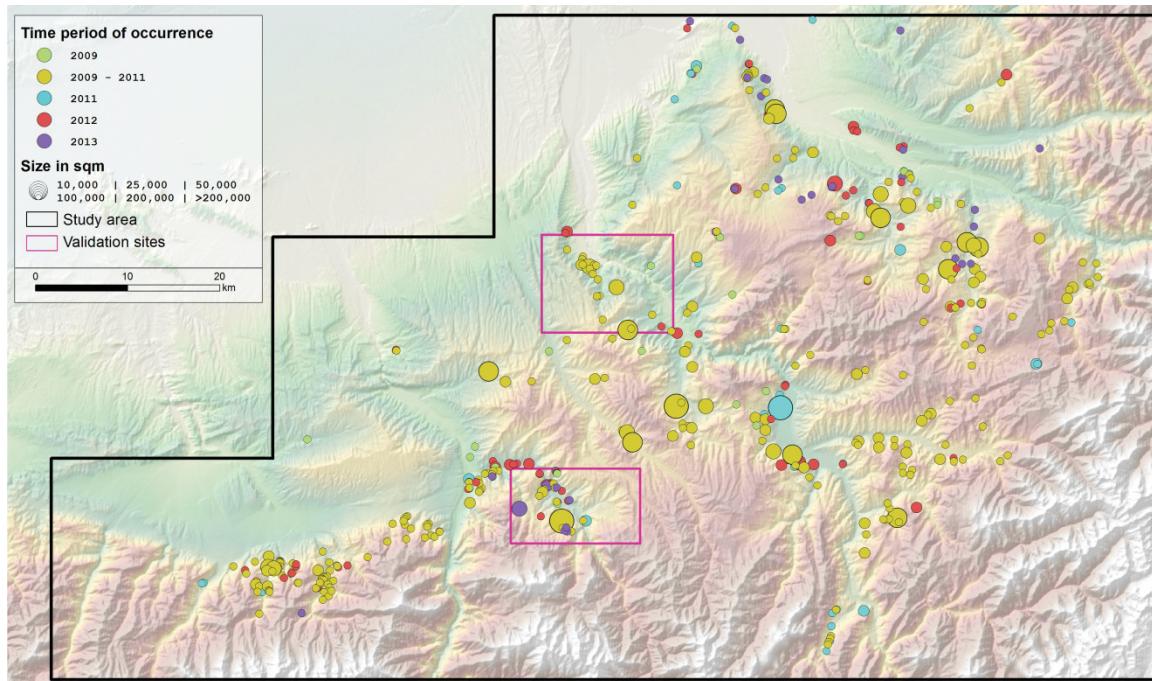 Time period of occurrence
2009
2009 - 2011
2011
2012
2013
Size in sqm
10,000 | 25,000 | 50,000
100,000 | 200,000 | >200,000
Study area
Validation sites
0 10 20
km